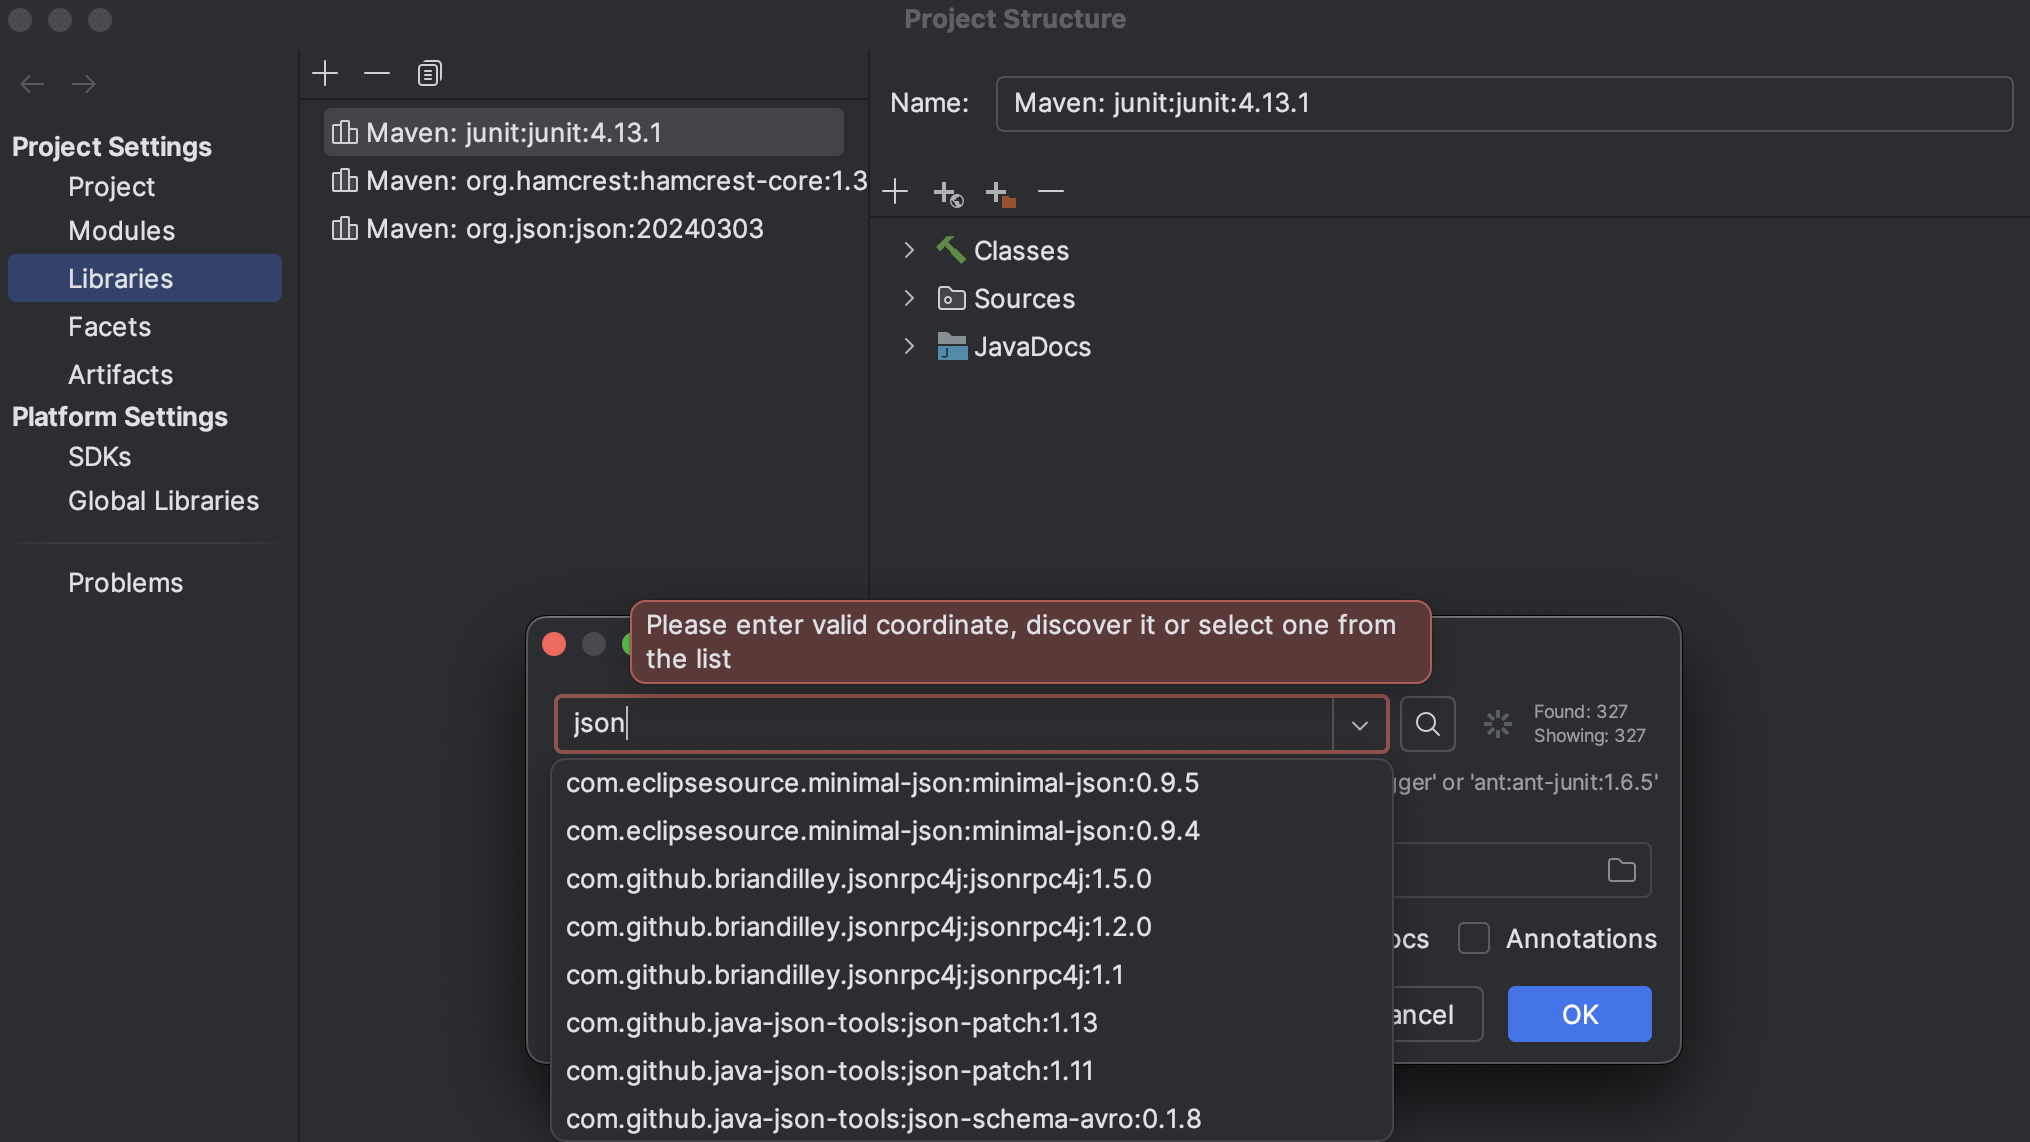 Project Structure
Project Settings
Project
Modules
Libraries
Facets
Artifacts
Platform Settings
SDKs
Global Libraries
Problems
Maven: junit:junit:4.13.1
Maven: org.hamcrest:hamcrest-core:1.3
Maven: org.json:json:20240303
Name:
Maven: junit:junit:4.13.1
Classes
Sources
JavaDocs
Please enter valid coordinate, discover it or select one from
the list
json
Found: 327
Showing: 327
com.eclipsesource.minimal-json:minimal-json:0.9.5
com.eclipsesource.minimal-json:minimal-json:0.9.4
com.github.briandilley.jsonrpc4j:jsonrpc4j:1.5.0
com.github.briandilley.jsonrpc4j:jsonrpc4j:1.2.0
com.github.briandilley.jsonrpc4j:jsonrpc4j:1.1
com.github.java-json-tools:json-patch:1.13
com.github.java-json-tools:json-patch:1.11
com.github.java-json-tools:json-schema-avro:0.1.8
gger' or 'ant:ant-junit:1.6.5'
ocs
Annotations
ancel
OK